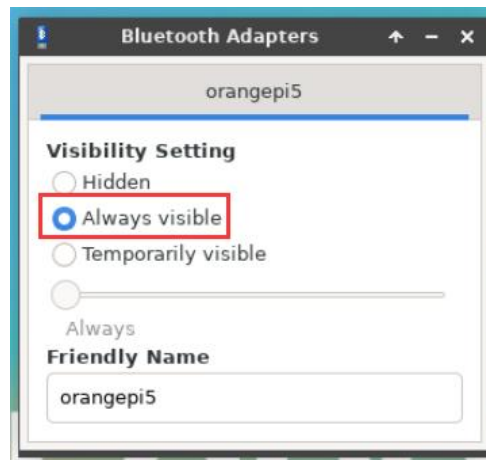 Bluetooth Adapters
orangepi5
Visibility Setting
Hidden
Always visible
Temporarily visible
Always
Friendly Name
orangepi5